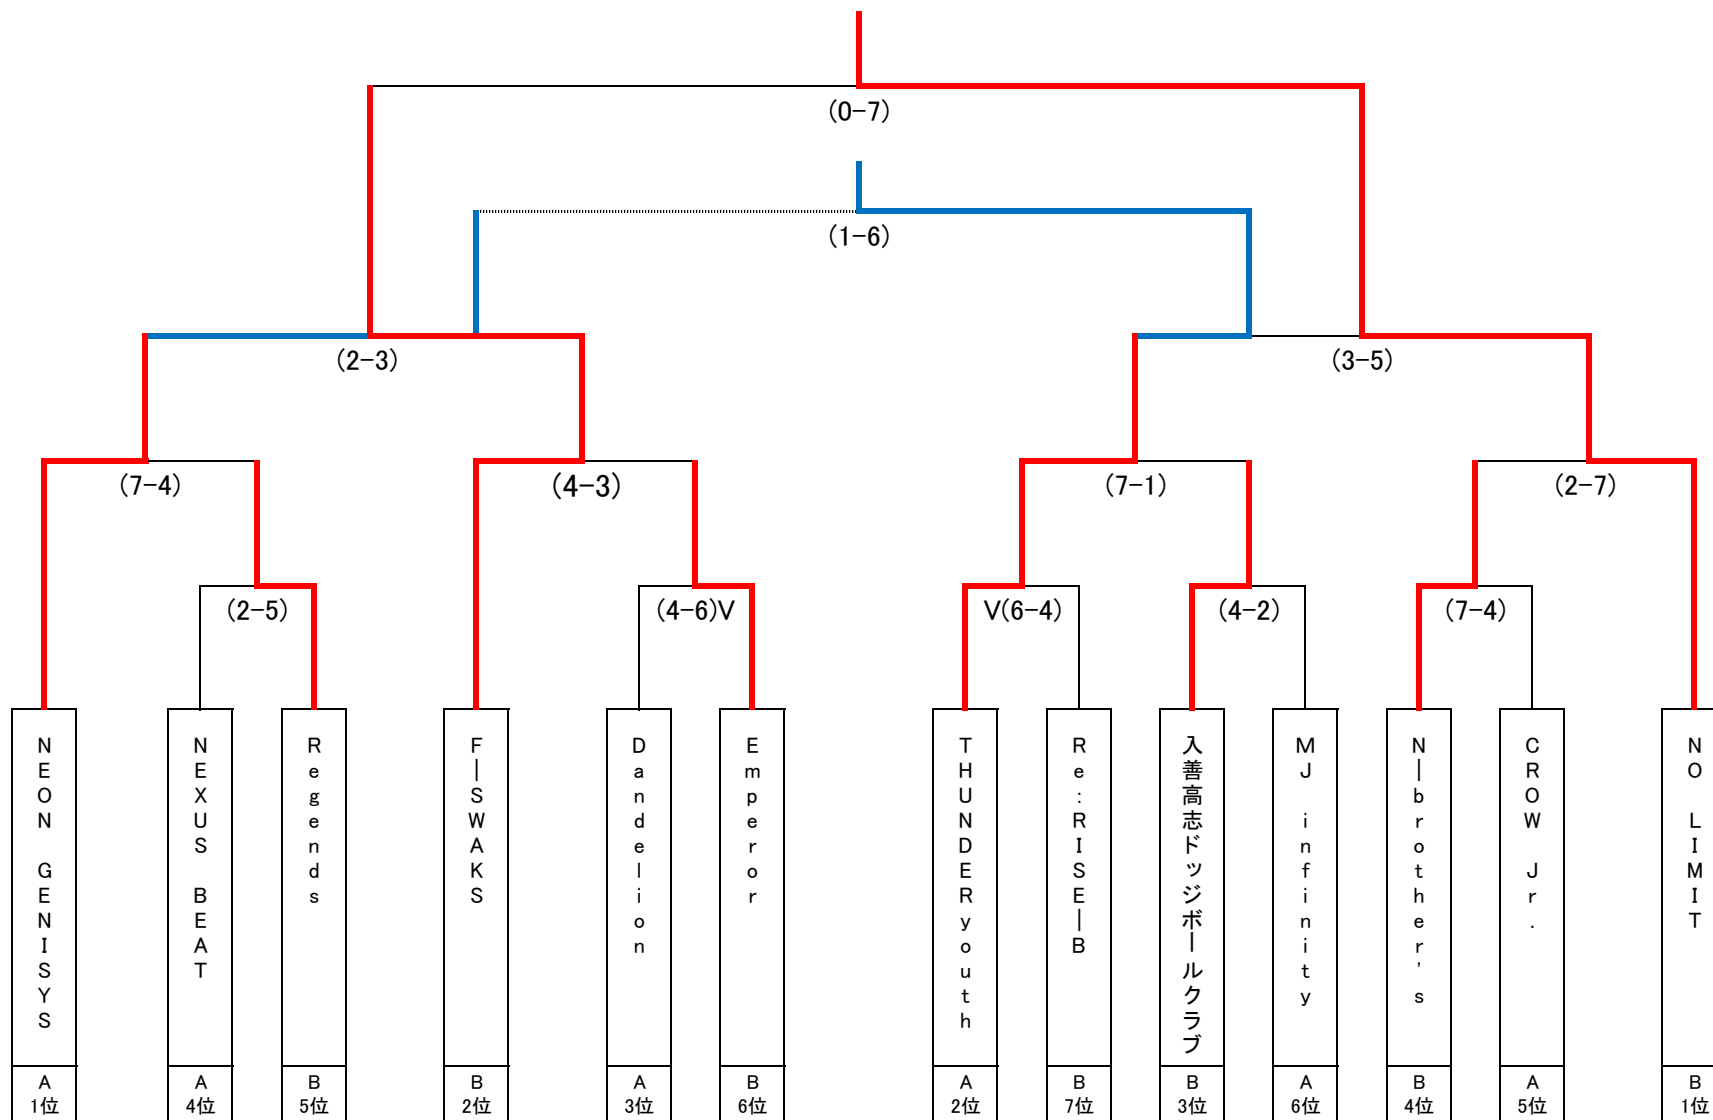 (0-7)
(1-6)
(2-3)
(3-5)
(7-4)
(4-3)
(7-1)
(2-7)
(2-5)
(4-6)V
V(6-4)
(4-2)
(7-4)
NEON GENISYS
NEXUS BEAT
Regends
F|SWAKS
Dandelion
Emperor
THUNDERyouth
Re:RISE|B
入善高志ドッジボールクラブ
MJ infinity
N|brother's
CROW Jr.
NO LIMIT
A
1位
A
4位
B
5位
B
2位
A
3位
B
6位
A
2位
B
7位
B
3位
A
6位
B
4位
A
5位
B
1位